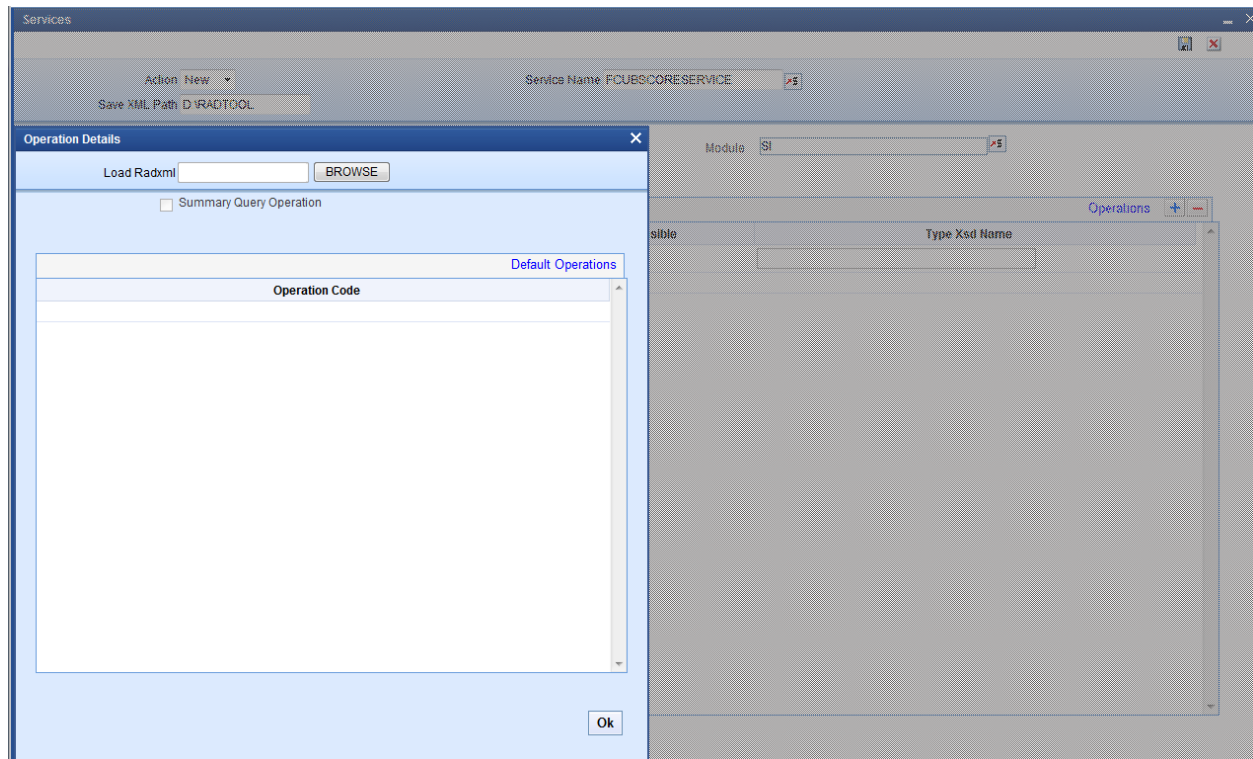 Services
Action New
Service Name FCUBSCORESERVICE
Save XML Path D:\RADTOOL
Operation Details
Module SI
Load Radxml BROWSE
Summary Query Operation
Operations
sible Type Xsd Name
Default Operations
Operation Code
Ok